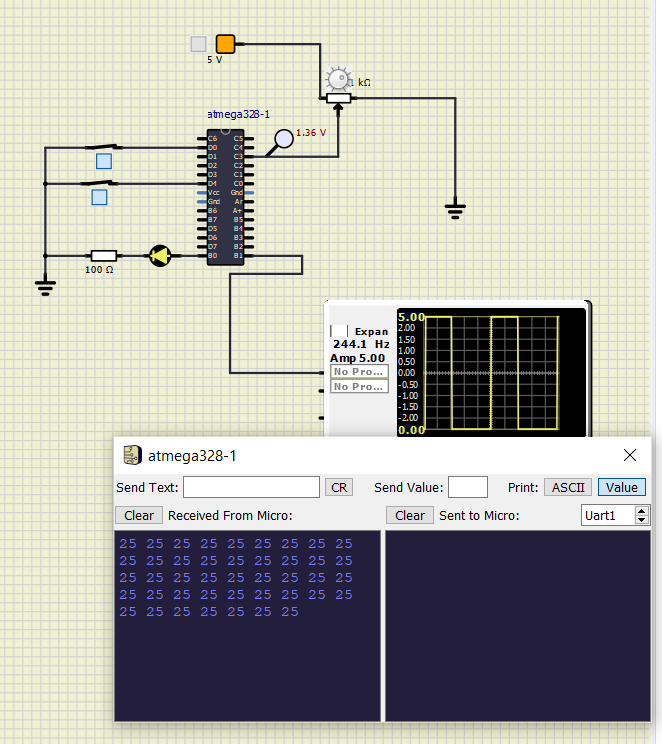 5 V
1 kΩ
atmega328-1
1.36 V
C6 C5
D0 C4
D1 C3
D2 C2
D3 C1
D4 C0
Vcc Gnd
Gnd Ar
B6 A+
B7 B5
D5 B4
D6 B3
D7 B2
B0 B1
100 Ω
Expan
244.1 Hz
Amp 5.00
No Pro...
No Pro...
5.00
2.00
1.50
1.00
0.50
0.00
-0.50
-1.00
-1.50
-2.00
0.00
atmega328-1
Send Text: CR Send Value: Print: ASCII Value
Clear Received From Micro: Clear Sent to Micro: Uart1
25 25 25 25 25 25 25 25 25
25 25 25 25 25 25 25 25 25
25 25 25 25 25 25 25 25 25
25 25 25 25 25 25 25 25 25
25 25 25 25 25 25 25